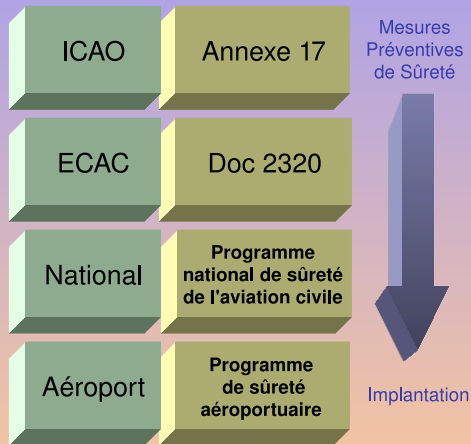 ICAO
Annexe 17
Mesures
Préventives
de Sûreté
ECAC
Doc 2320
National
Programme
national de sûreté
de l'aviation civile
Aéroport
Programme
de sûreté
aéroportuaire
Implantation